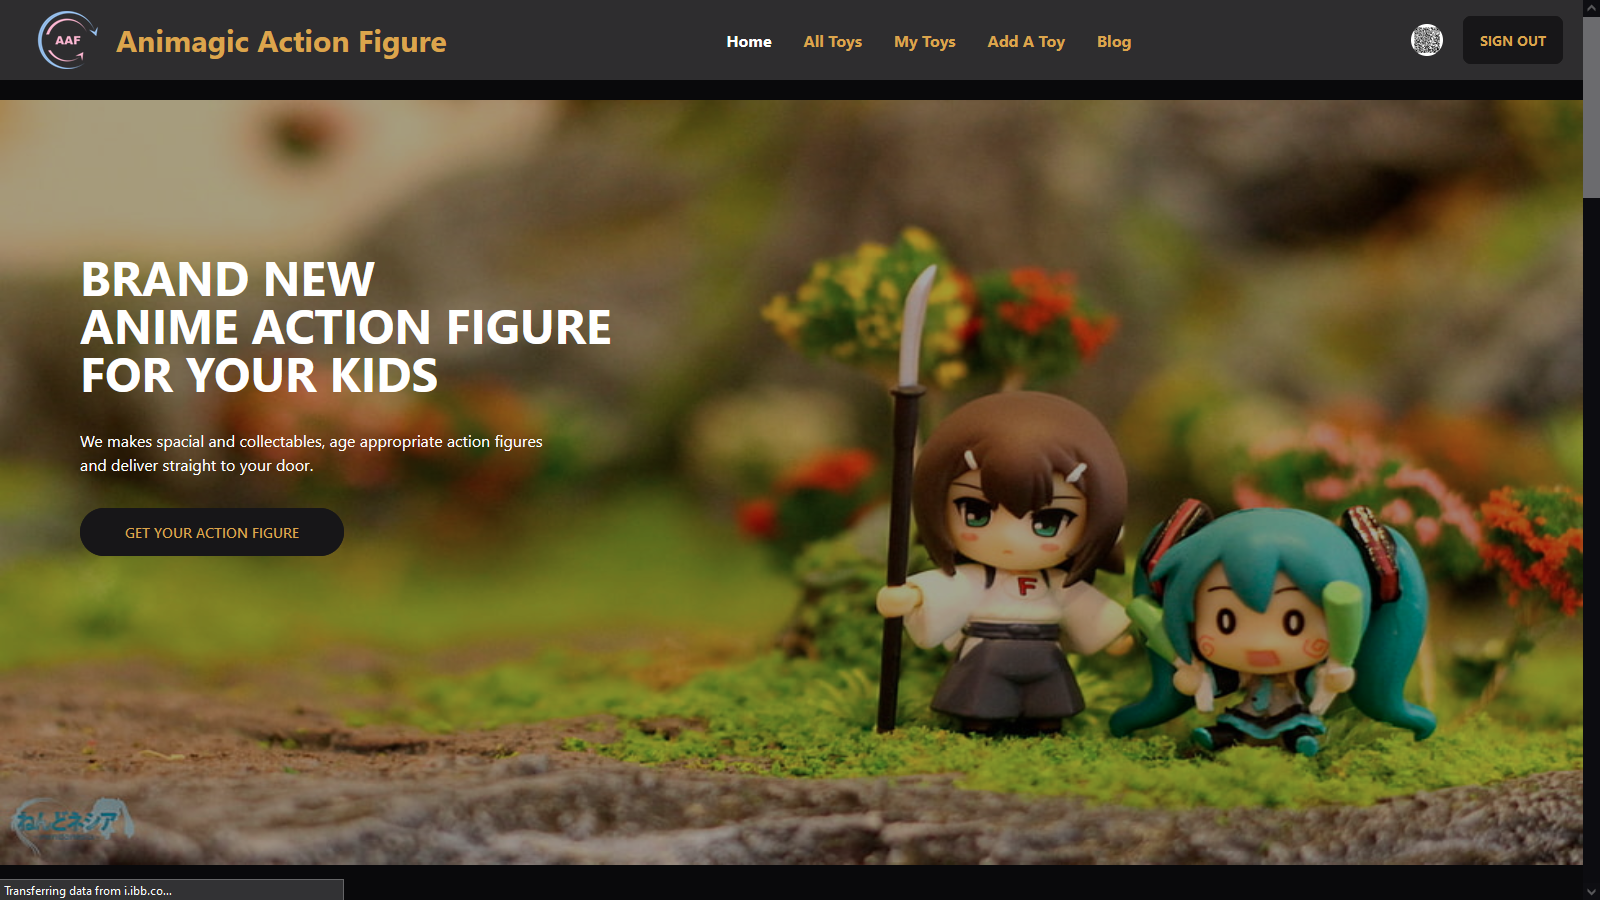 AAF
Animagic Action Figure
Home
All Toys
My Toys
Add A Toy
Blog
SIGN OUT
BRAND NEW
ANIME ACTION FIGURE
FOR YOUR KIDS
We makes spacial and collectables, age appropriate action figures
and deliver straight to your door.
GET YOUR ACTION FIGURE
F
ねんどネシア
Transferring data from i.ibb.co...